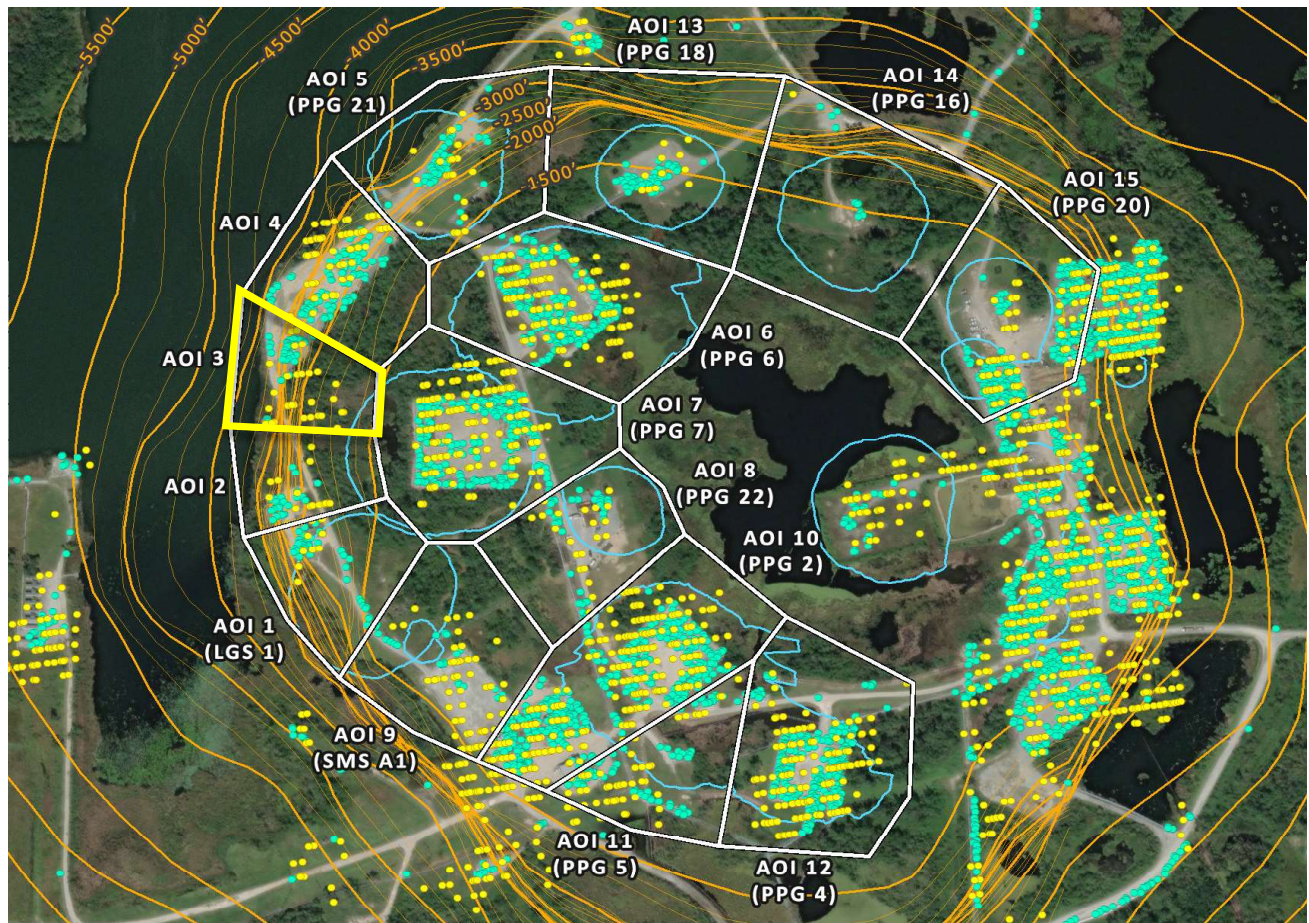 -5500'
-5000'
-4500'
-4000'
-3500'
-3000'
-2500'
-2000'
-1500'
AOI 13
(PPG 18)
AOI 5
(PPG 21)
AOI 14
(PPG 16)
AOI 15
(PPG 20)
AOI 4
AOI 3
AOI 6
(PPG 6)
AOI 7
(PPG 7)
AOI 8
(PPG 22)
AOI 2
AOI 10
(PPG 2)
AOI 1
(LGS 1)
AOI 9
(SMS A1)
AOI 11
(PPG 5)
AOI 12
(PPG 4)